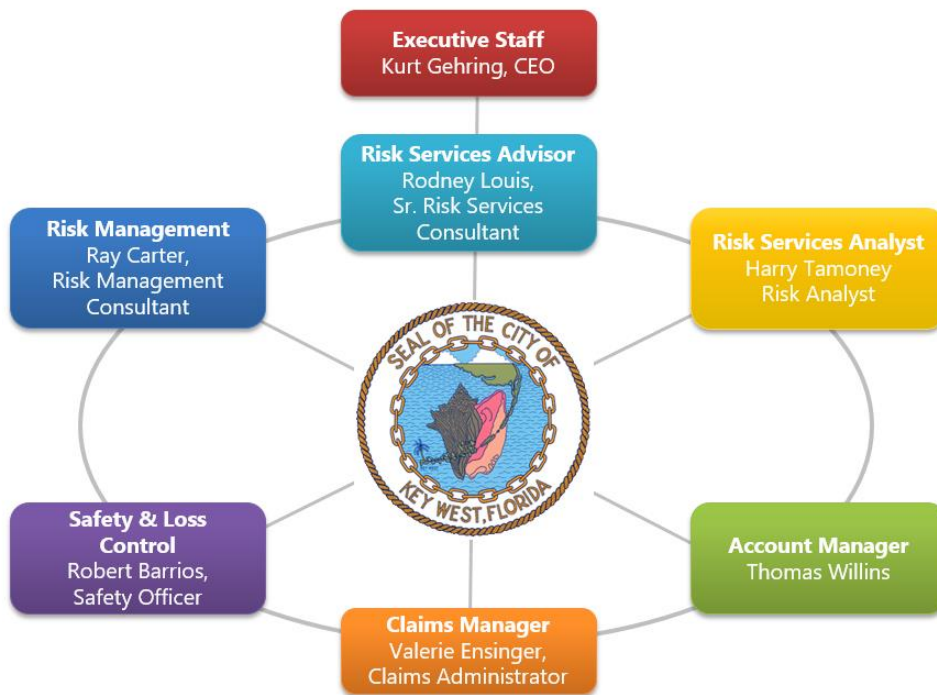 Executive Staff
Kurt Gehring, CEO
Risk Services Advisor
Rodney Louis,
Sr. Risk Services
Consultant
Risk Management
Ray Carter,
Risk Management
Consultant
Risk Services Analyst
Harry Tamoney
Risk Analyst
SEAL OF THE CITY OF
KEY WEST, FLORIDA
Safety & Loss
Control
Robert Barrios,
Safety Officer
Account Manager
Thomas Willins
Claims Manager
Valerie Ensinger,
Claims Administrator